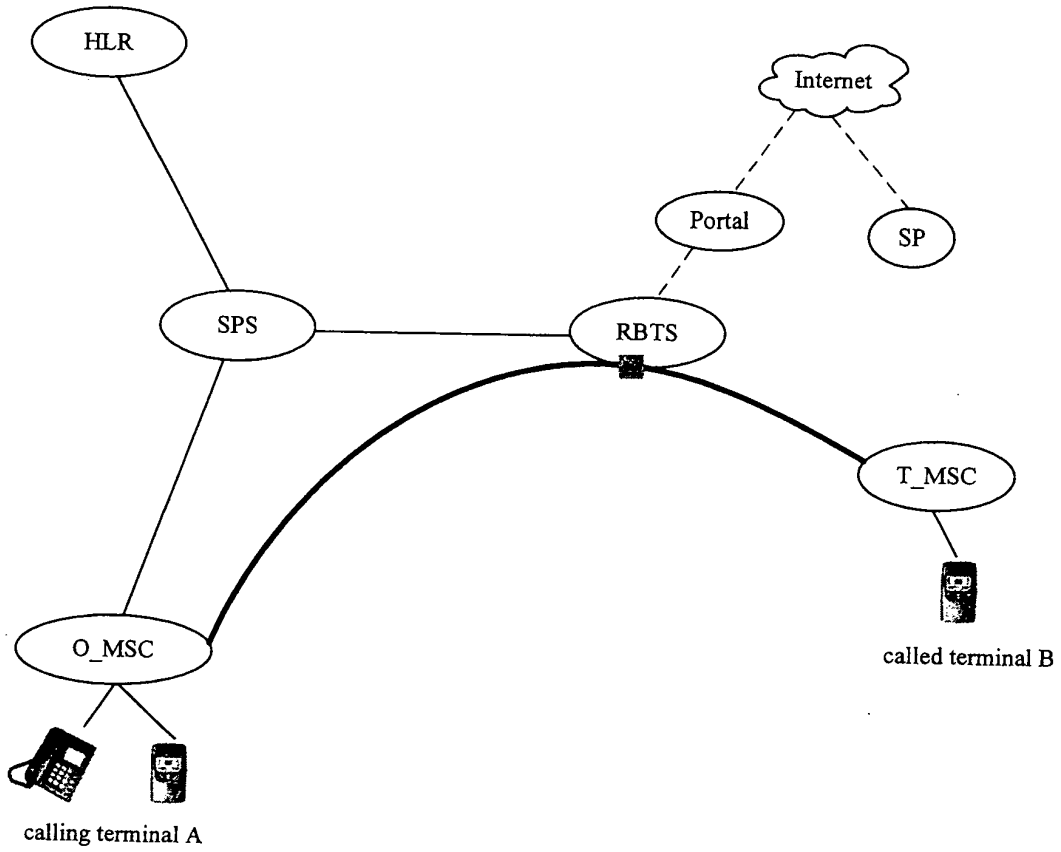 HLR
Internet
Portal
SP
SPS
RBTS
T_MSC
O_MSC
called terminal B
calling terminal A